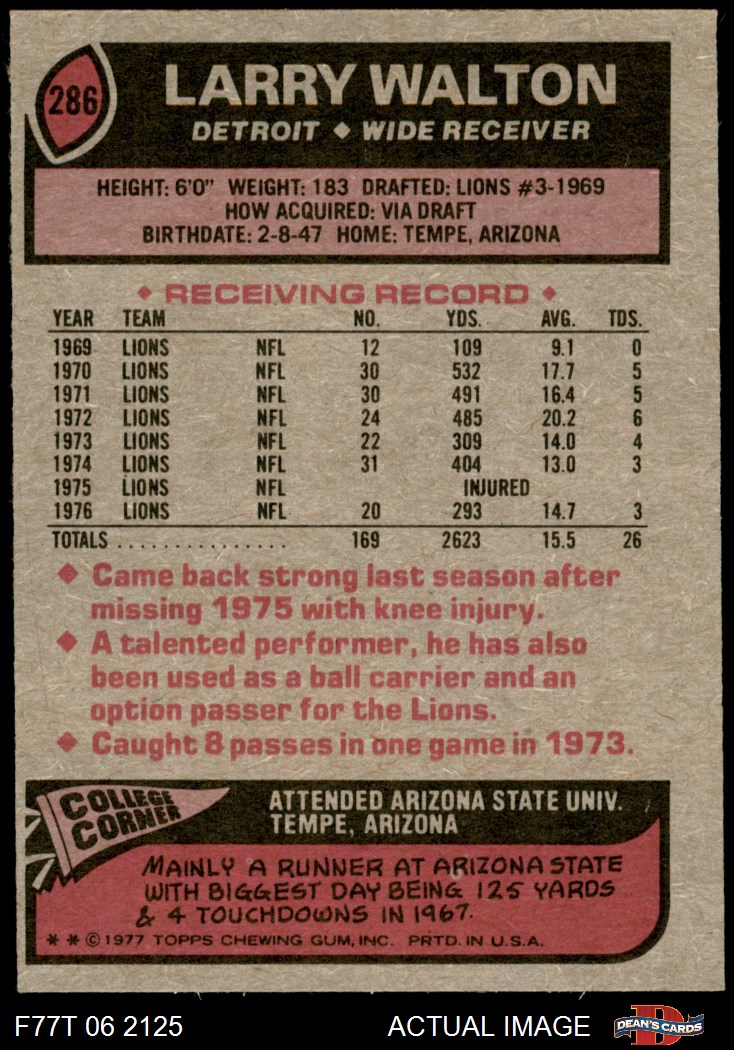 286
LARRY WALTON
DETROIT ◆ WIDE RECEIVER
HEIGHT: 6'0" WEIGHT: 183 DRAFTED: LIONS #3-1969
HOW ACQUIRED: VIA DRAFT
BIRTHDATE: 2-8-47 HOME: TEMPE, ARIZONA
◆ RECEIVING RECORD ◆
YEAR TEAM NO. YDS. AVG. TDS.
1969 LIONS NFL 12 109 9.1 0
1970 LIONS NFL 30 532 17.7 5
1971 LIONS NFL 30 491 16.4 5
1972 LIONS NFL 24 485 20.2 6
1973 LIONS NFL 22 309 14.0 4
1974 LIONS NFL 31 404 13.0 3
1975 LIONS NFL INJURED
1976 LIONS NFL 20 293 14.7 3
TOTALS ................ 169 2623 15.5 26
◆ Came back strong last season after
missing 1975 with knee injury.
◆ A talented performer, he has also
been used as a ball carrier and an
option passer for the Lions.
◆ Caught 8 passes in one game in 1973.
COLLEGE
CORNER
ATTENDED ARIZONA STATE UNIV.
TEMPE, ARIZONA
MAINLY A RUNNER AT ARIZONA STATE
WITH BIGGEST DAY BEING 125 YARDS
& 4 TOUCHDOWNS IN 1967.
* * © 1977 TOPPS CHEWING GUM, INC. PRTD. IN U.S.A.
F77T 06 2125 ACTUAL IMAGE
D
DEAN'S CARDS